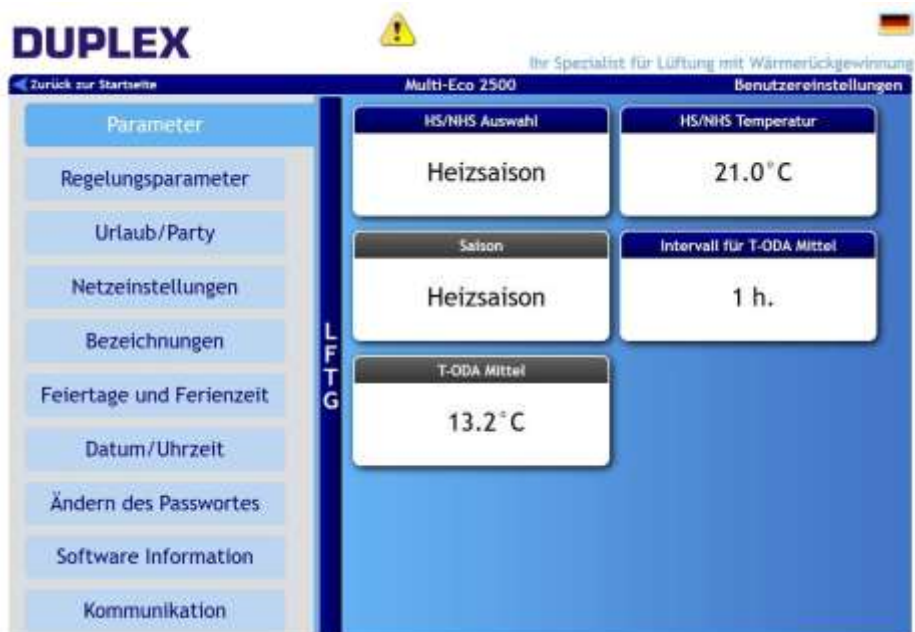 DUPLEX
Ihr Spezialist für Lüftung mit Wärmerückgewinnung
Zurück zur Startseite
Multi-Eco 2500
Benutzereinstellungen
Parameter
Regelungsparameter
Urlaub/Party
Netzeinstellungen
Bezeichnungen
Feiertage und Ferienzeit
Datum/Uhrzeit
Ändern des Passwortes
Software Information
Kommunikation
LFTG
HS/NHS Auswahl
Heizsaison
HS/NHS Temperatur
21.0°C
Saison
Heizsaison
Intervall für T-ODA Mittel
1 h.
T-ODA Mittel
13.2°C